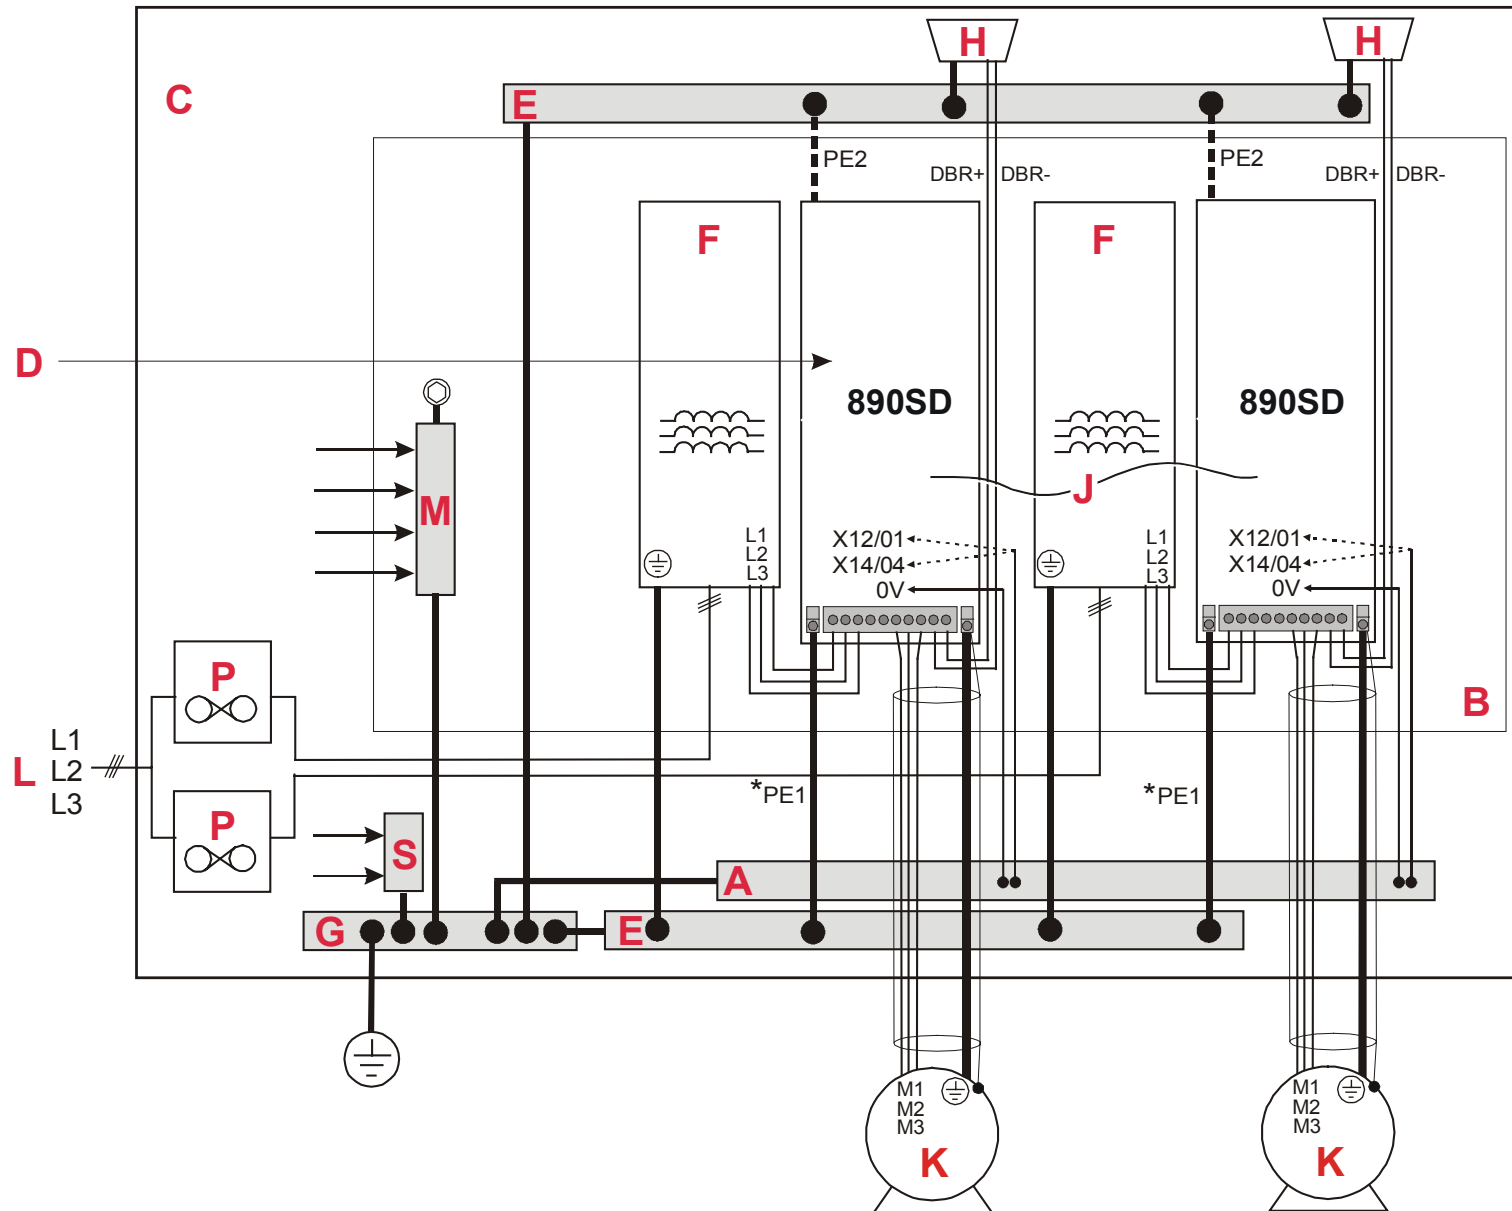 H
H
C
E
PE2
DBR+
DBR-
PE2
DBR+
DBR-
F
F
D
890SD
890SD
M
J
L1
L2
L3
X12/01
X14/04
0V
L1
L2
L3
X12/01
X14/04
0V
P
B
L
L1
L2
L3
*PE1
*PE1
P
S
A
G
E
M1
M2
M3
K
M1
M2
M3
K